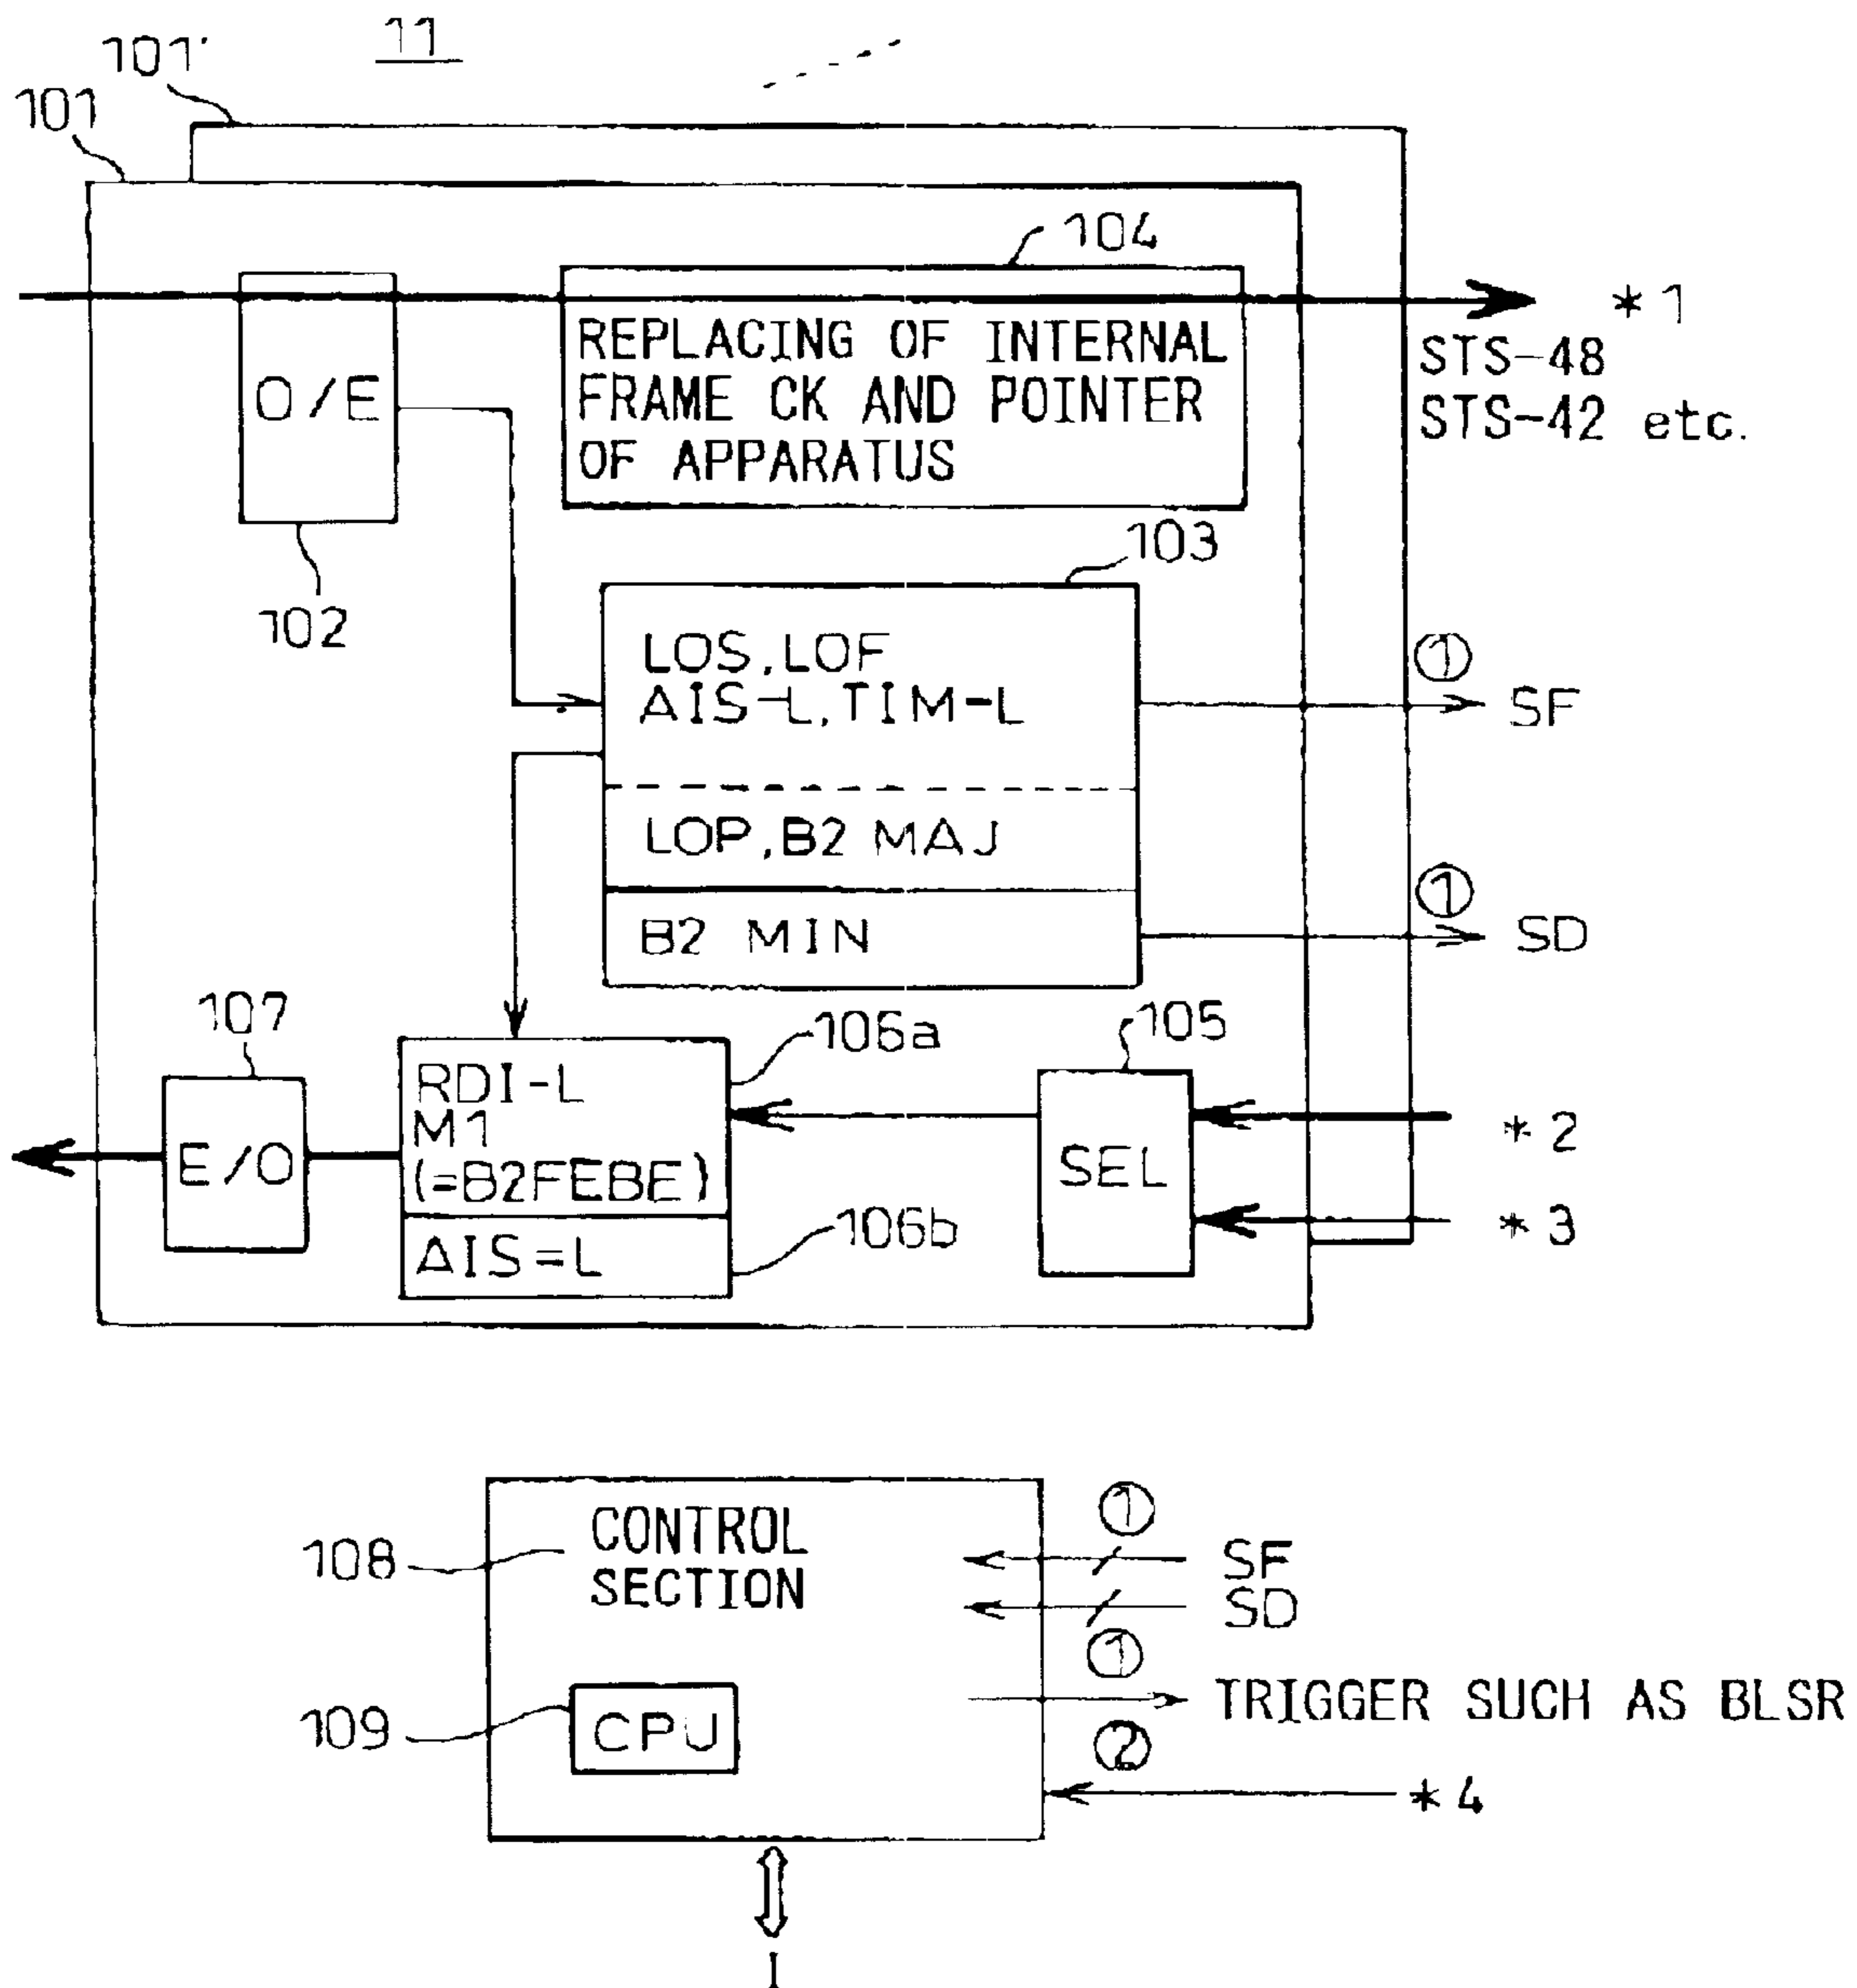 11
101'
101
104
*1
REPLACING OF INTERNAL
FRAME CK AND POINTER
OF APPARATUS
STS-48
STS-42 etc.
O/E
102
103
LOS,LOF
AIS-L,TIM-L
① SF
LOP,B2 MAJ
B2 MIN
① SD
107
106a
105
RDI-L
M1
(=B2FEBE)
E/O
SEL
*2
*3
AIS=L
106b
108
CONTROL
SECTION
①
SF
SD
①
TRIGGER SUCH AS BLSR
109
CPU
②
*4
I